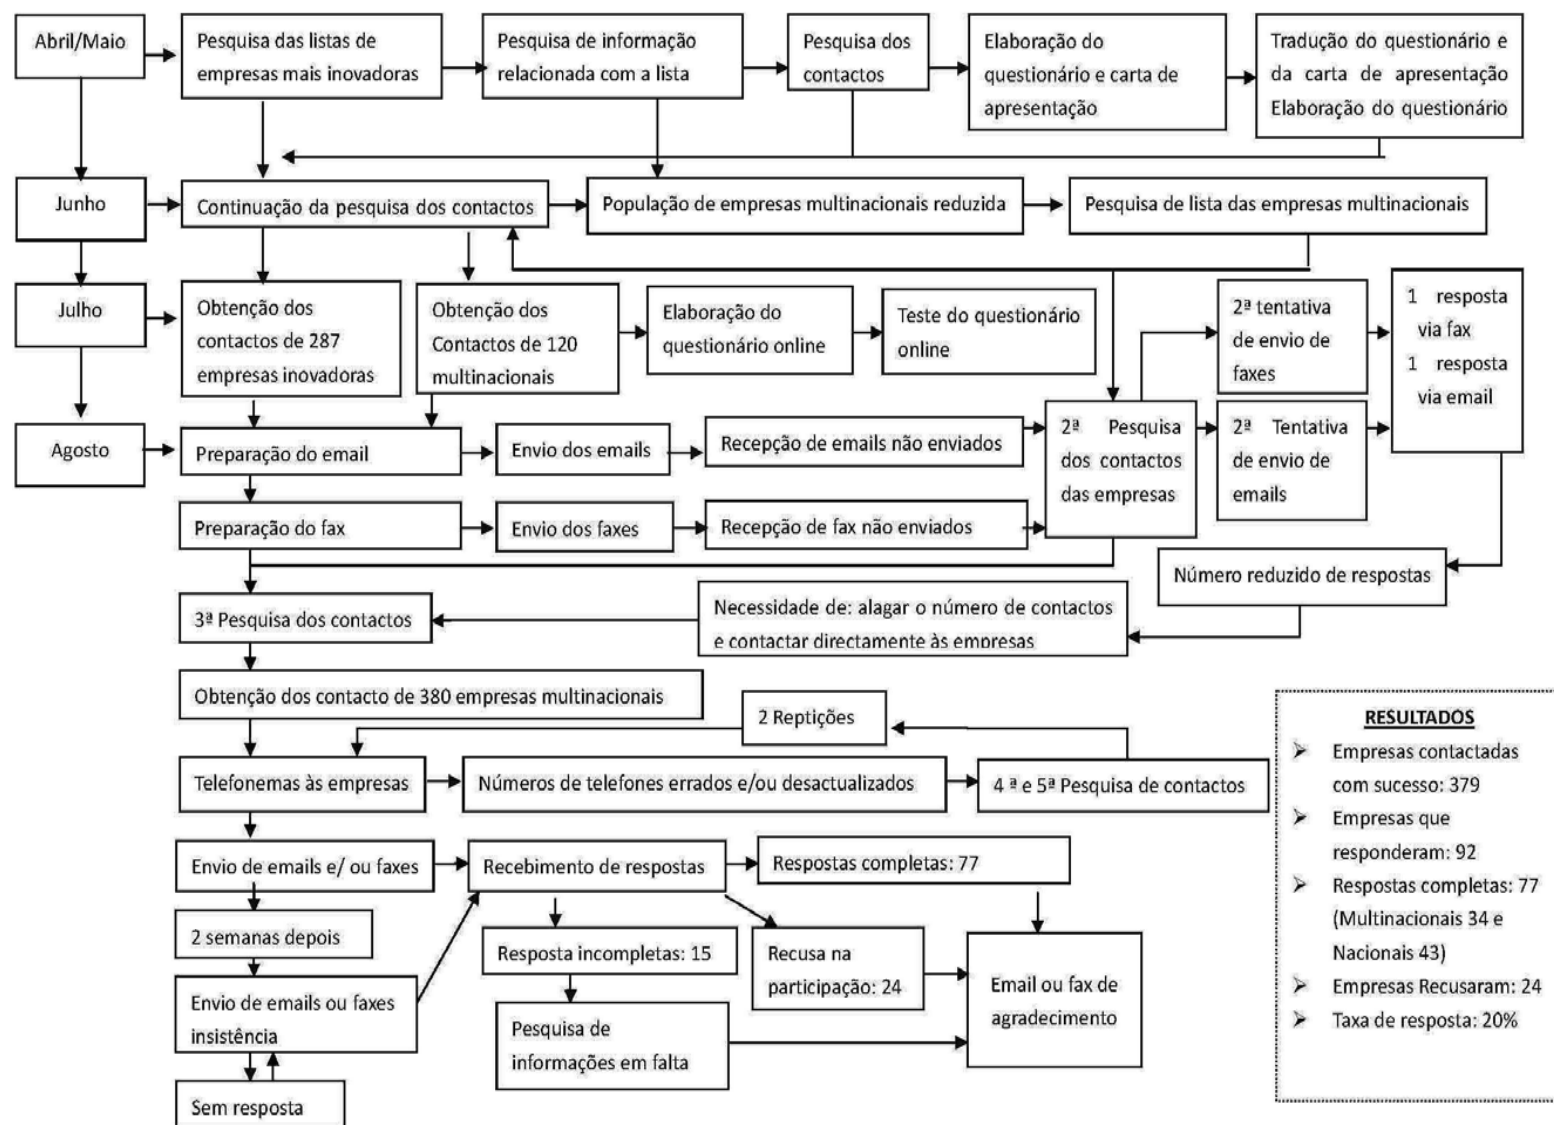 Abril/Maio
Pesquisa das listas de
empresas mais inovadoras
Pesquisa de informação
relacionada com a lista
Pesquisa dos
contactos
Elaboração do
questionário e carta de
apresentação
Tradução do questionário e
da carta de apresentação
Elaboração do questionário
Junho
Continuação da pesquisa dos contactos
População de empresas multinacionais reduzida
Pesquisa de lista das empresas multinacionais
Julho
Obtenção dos
contactos de 287
empresas inovadoras
Obtenção dos
Contactos de 120
multinacionais
Elaboração do
questionário online
Teste do questionário
online
2ª tentativa
de envio de
faxes
1 resposta
via fax
1 resposta
via email
Agosto
Preparação do email
Envio dos emails
Recepção de emails não enviados
2ª Pesquisa
dos contactos
das empresas
2ª Tentativa
de envio de
emails
Preparação do fax
Envio dos faxes
Recepção de fax não enviados
Número reduzido de respostas
3ª Pesquisa dos contactos
Necessidade de: alagar o número de contactos
e contactar directamente às empresas
Obtenção dos contacto de 380 empresas multinacionais
2 Reptições
Telefonemas às empresas
Números de telefones errados e/ou desactualizados
4 ª e 5ª Pesquisa de contactos
Envio de emails e/ ou faxes
Recebimento de respostas
Respostas completas: 77
2 semanas depois
Resposta incompletas: 15
Recusa na
participação: 24
Email ou fax de
agradecimento
Envio de emails ou faxes
insistência
Pesquisa de
informações em falta
Sem resposta
RESULTADOS
➢ Empresas contactadas
com sucesso: 379
➢ Empresas que
responderam: 92
➢ Respostas completas: 77
(Multinacionais 34 e
Nacionais 43)
➢ Empresas Recusaram: 24
➢ Taxa de resposta: 20%